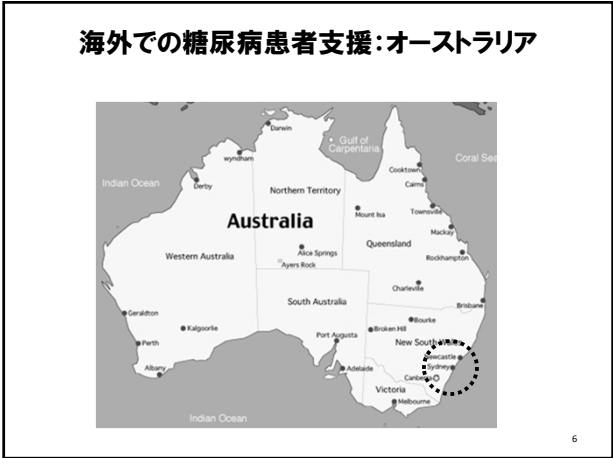 海外での糖尿病患者支援：オーストラリア
Darwin
Gulf of
Carpentaria
wyndham
Coral Sea
Cooktown
Indian Ocean
Derby
Cairns
Northern Territory
Townsville
Mount Isa
Australia
Mackay
Queensland
Alice Springs
Rockhampton
Western Australia
Ayers Rock
Charleville
South Australia
Brisbane
Geraldton
Bourke
Kalgoorlie
Port Augusta
Broken Hill
Perth
New South Wales
Newcastle
Albany
Adelaide
Sydney
Canberra
Victoria
Melbourne
Indian Ocean
6